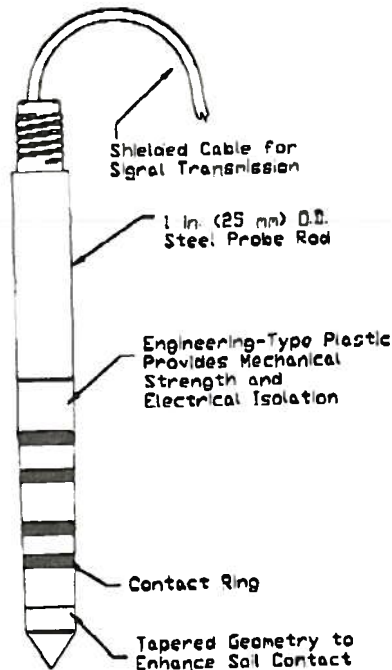 Shielded Cable for
Signal Transmission
1 in. (25 mm) O.D.
Steel Probe Rod
Engineering-Type Plastic
Provides Mechanical
Strength and
Electrical Isolation
Contact Ring
Tapered Geometry to
Enhance Soil Contact